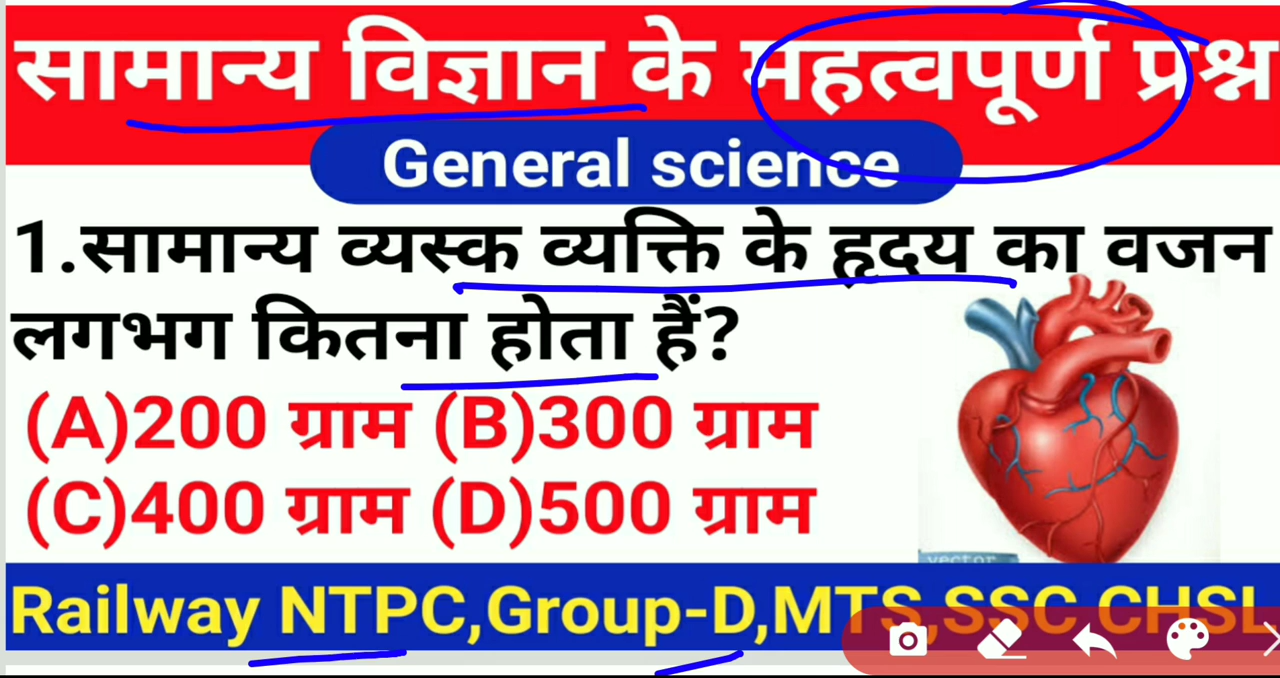 सामान्य विज्ञान के महत्वपूर्ण प्रश्न
General science
1.सामान्य व्यस्क व्यक्ति के हृदय का वजन
लगभग कितना होता हैं?
(A)200 ग्राम (B)300 ग्राम
(C)400 ग्राम (D)500 ग्राम
vector
Railway NTPC,Group-D,MTS,SSC CHSL